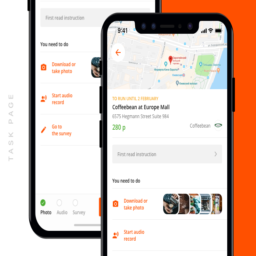 TASK PAGE
First read instruction
You need to do
Download or
take photo
Start audio
record
Go to
the survey
Photo
Audio
Survey
9:41
TO RUN UNTIL 2 FEBRUARY
Coffeebean at Europe Mall
6575 Hegmann Street Suite 984
280 р
Coffeebean
First read instruction
You need to do
Download or
take photo
Start audio
record